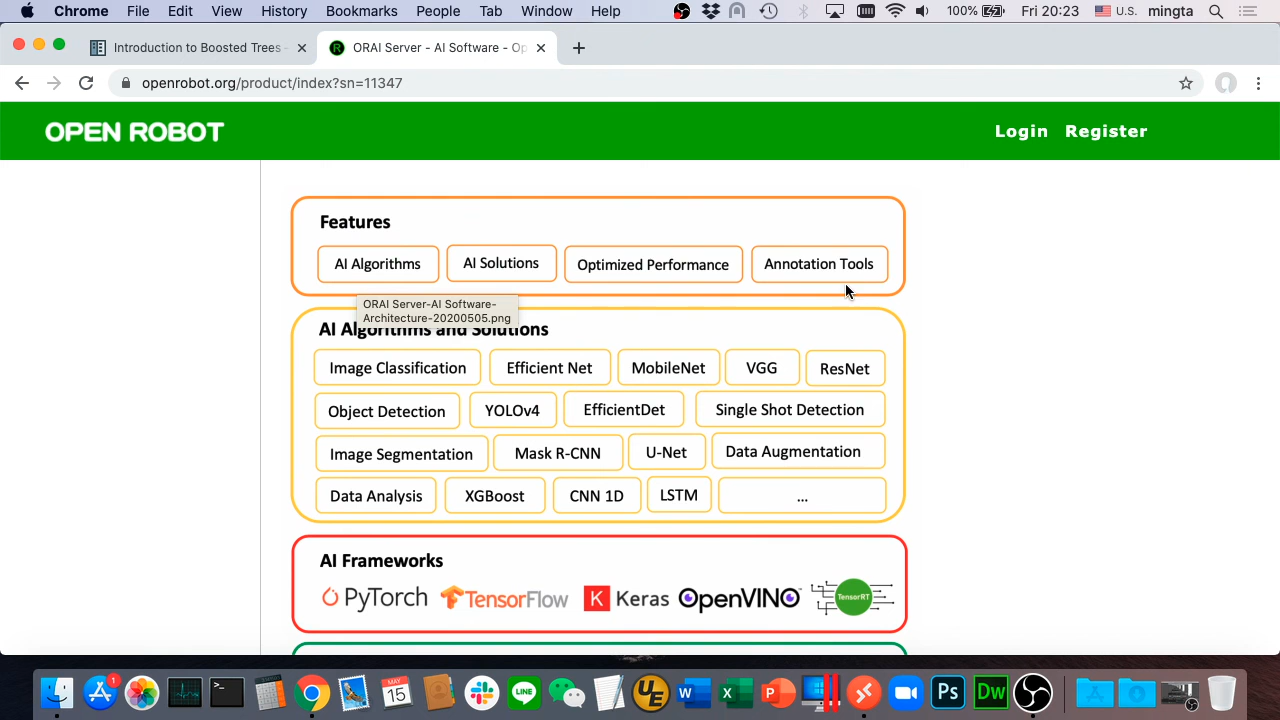 Chrome File Edit View History Bookmarks People Tab Window Help 100% Fri 20:23 U.S. mingta
Introduction to Boosted Trees ORAI Server - AI Software - Op
openrobot.org/product/index?sn=11347
OPEN ROBOT Login Register
Features
AI Algorithms AI Solutions Optimized Performance Annotation Tools
ORAI Server-AI Software-
Architecture-20200505.png
AI Algorithms and Solutions
Image Classification Efficient Net MobileNet VGG ResNet
Object Detection YOLOv4 EfficientDet Single Shot Detection
Image Segmentation Mask R-CNN U-Net Data Augmentation
Data Analysis XGBoost CNN 1D LSTM ...
AI Frameworks
PyTorch TensorFlow K Keras OpenVINO TensorRT
1 MAY 15 LINE UE W X P Ps Dw